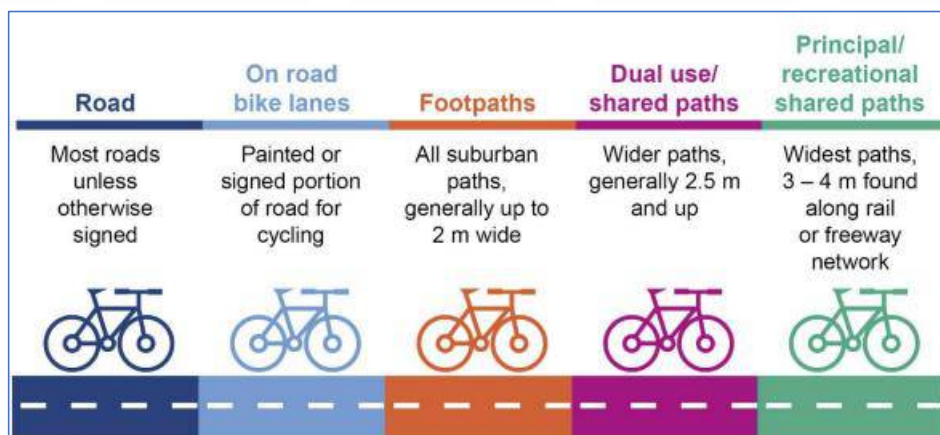 Road
Most roads
unless
otherwise
signed
On road
bike lanes
Painted or
signed portion
of road for
cycling
Footpaths
All suburban
paths,
generally up to
2 m wide
Dual use/
shared paths
Wider paths,
generally 2.5 m
and up
Principal/
recreational
shared paths
Widest paths,
3 – 4 m found
along rail
or freeway
network